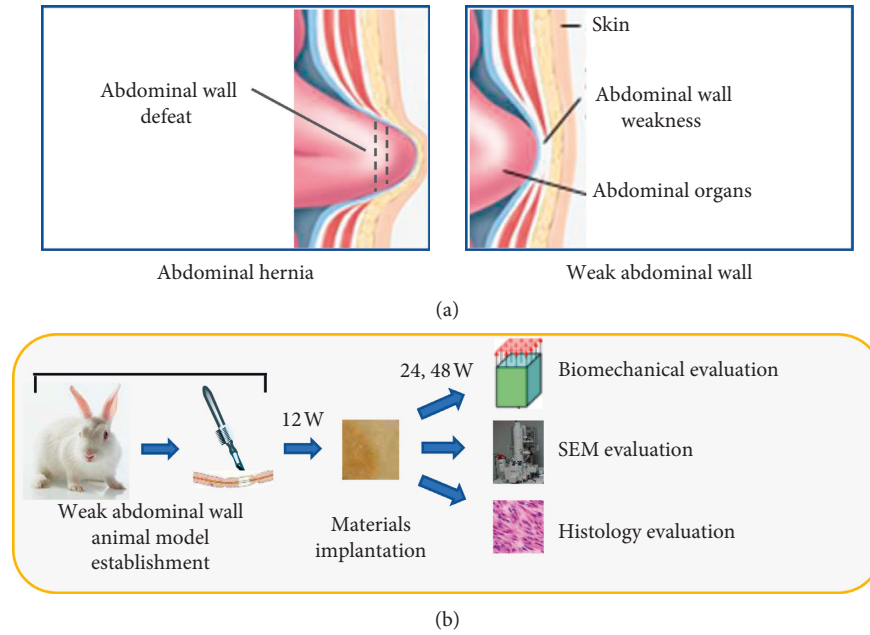 Abdominal wall
defeat
Abdominal hernia
Skin
Abdominal wall
weakness
Abdominal organs
Weak abdominal wall
(a)
Weak abdominal wall
animal model
establishment
12 W
Materials
implantation
24, 48 W
Biomechanical evaluation
SEM evaluation
Histology evaluation
(b)